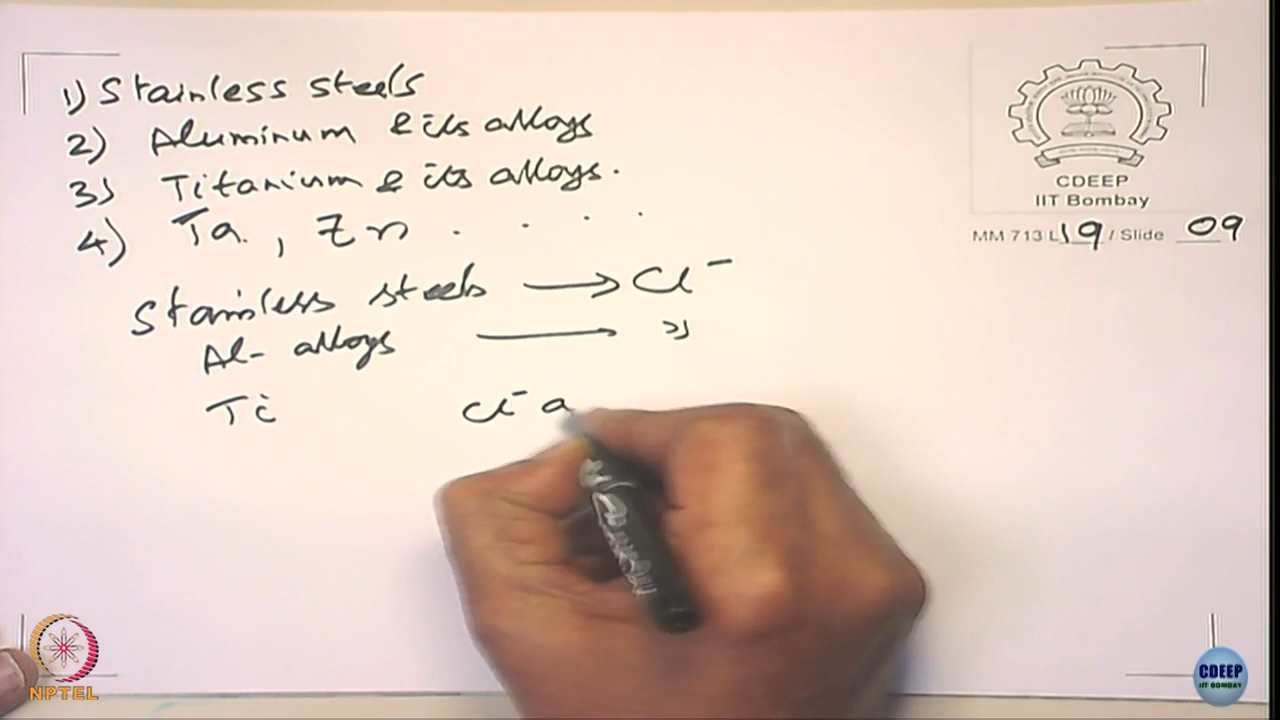 1) Stainless steels
2) Aluminum & its alloys
3) Titanium & its alloys.
4) Ta, Zn . . . .
Stainless steels → Cl⁻
Al- alloys → "
Ti Cl⁻ a
CDEEP
IIT Bombay
MM 713 L 19 / Slide 09
NPTEL
CDEEP
IIT BOMBAY